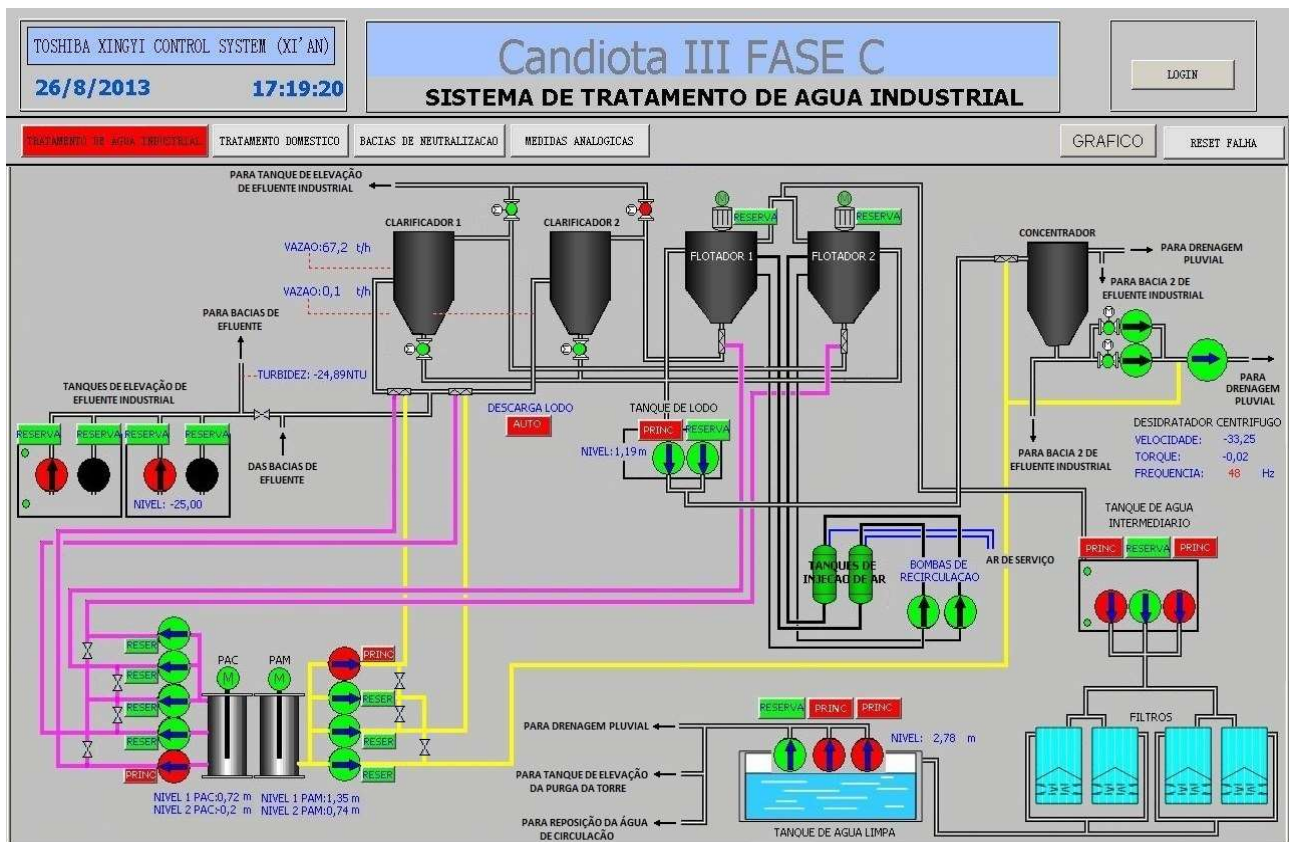 TOSHIBA XINGYI CONTROL SYSTEM (XI'AN)
26/8/2013 17:19:20
Candiota III FASE C
SISTEMA DE TRATAMENTO DE AGUA INDUSTRIAL
LOGIN
TRATAMENTO DE AGUA INDUSTRIAL
TRATAMENTO DOMESTICO
BACIAS DE NEUTRALIZACAO
MEDIDAS ANALOGICAS
GRAFICO
RESET FALHA
PARA TANQUE DE ELEVAÇÃO
DE EFLUENTE INDUSTRIAL
CLARIFICADOR 1
CLARIFICADOR 2
M
RESERVA
M
RESERVA
FLOTADOR 1
FLOTADOR 2
CONCENTRADOR
PARA DRENAGEM
PLUVIAL
PARA BACIA 2 DE
EFLUENTE INDUSTRIAL
VAZAO:67,2 t/h
VAZAO:0,1 t/h
PARA BACIAS DE
EFLUENTE
TURBIDEZ: -24,89NTU
TANQUES DE ELEVAÇÃO DE
EFLUENTE INDUSTRIAL
RESERVA
RESERVA
RESERVA
RESERVA
NIVEL: -25,00
DAS BACIAS DE
EFLUENTE
DESCARGA LODO
AUTO
TANQUE DE LODO
PRINC
RESERVA
NIVEL:1,19 m
PARA
DRENAGEM
PLUVIAL
PARA BACIA 2 DE
EFLUENTE INDUSTRIAL
DESIDRATADOR CENTRIFUGO
VELOCIDADE: -33,25
TORQUE: -0,02
FREQUENCIA: 48 Hz
TANQUE DE AGUA
INTERMEDIARIO
PRINC
RESERVA
PRINC
TANQUES DE
INJEÇAO DE AR
BOMBAS DE
RECIRCULACAO
AR DE SERVIÇO
RESER
RESER
RESER
RESER
PRINC
PAC
M
PAM
M
PRINC
RESER
RESER
RESER
NIVEL 1 PAC:0,72 m
NIVEL 2 PAC:-0,2 m
NIVEL 1 PAM:1,35 m
NIVEL 2 PAM:0,74 m
PARA DRENAGEM PLUVIAL
PARA TANQUE DE ELEVAÇÃO
DA PURGA DA TORRE
PARA REPOSIÇÃO DA ÁGUA
DE CIRCULACÃO
RESERVA
PRINC
PRINC
NIVEL: 2,78 m
TANQUE DE AGUA LIMPA
FILTROS